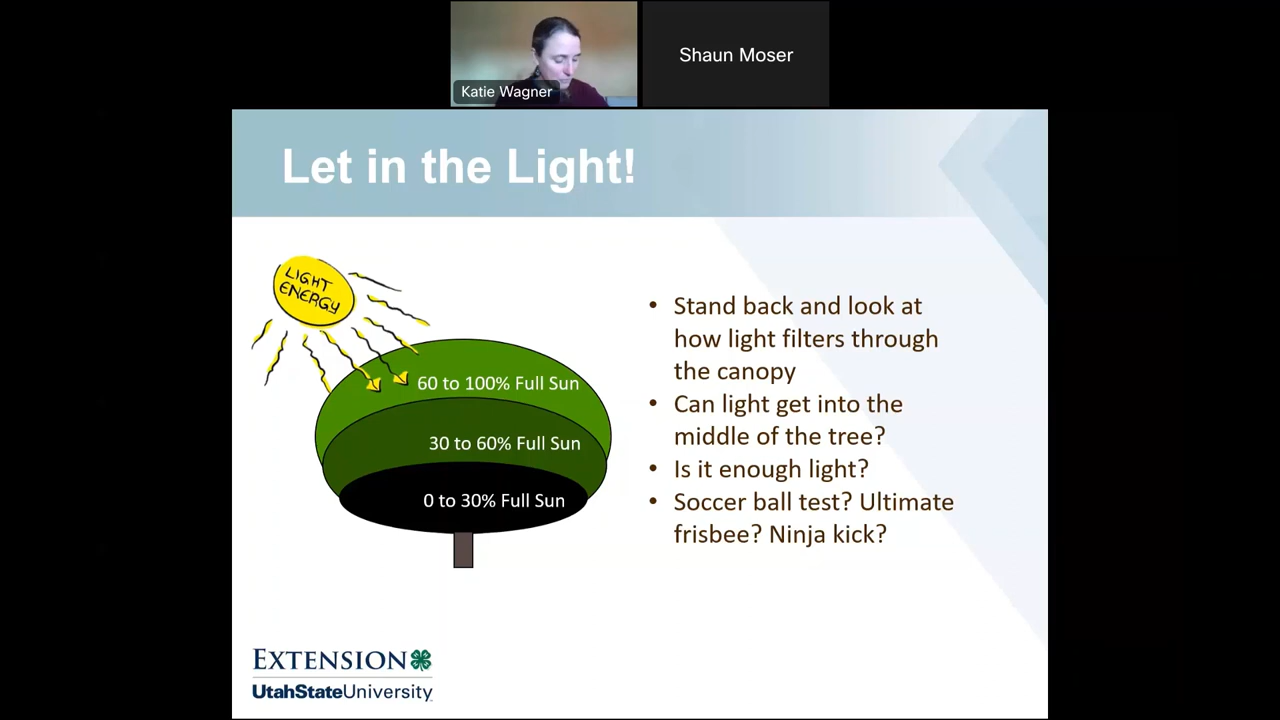 Katie Wagner
Shaun Moser
Let in the Light!
LIGHT
ENERGY
60 to 100% Full Sun
30 to 60% Full Sun
0 to 30% Full Sun
• Stand back and look at
how light filters through
the canopy
• Can light get into the
middle of the tree?
• Is it enough light?
• Soccer ball test? Ultimate
frisbee? Ninja kick?
EXTENSION
UtahStateUniversity